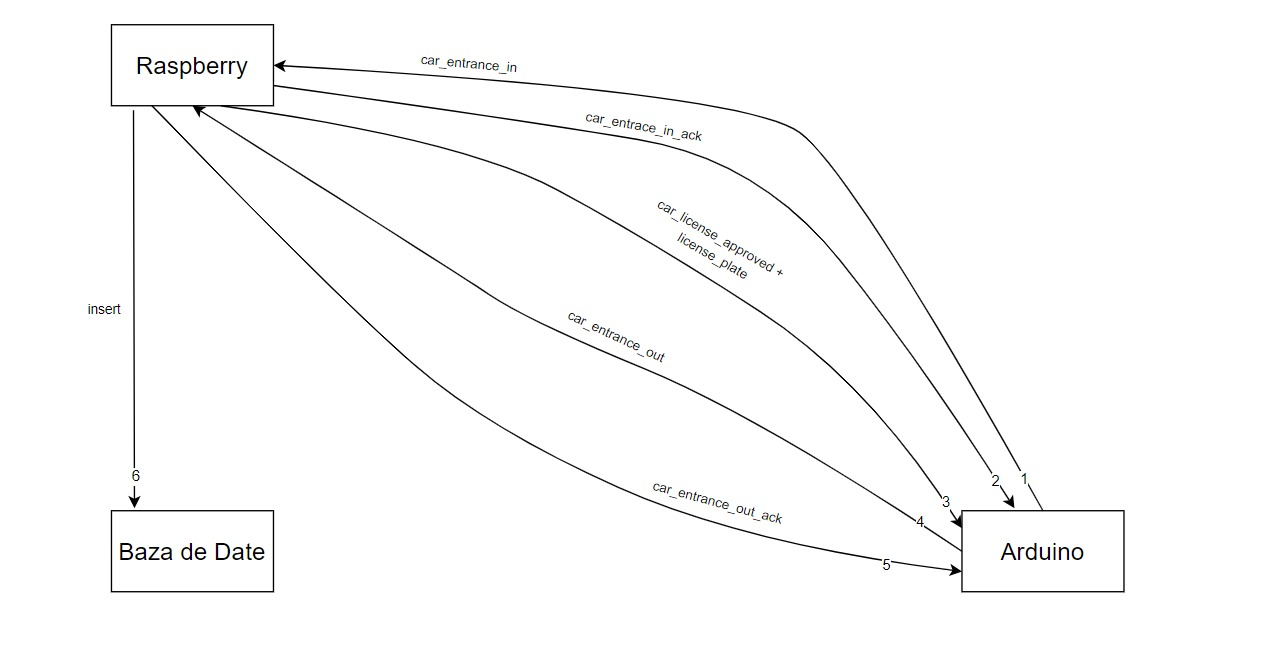 Raspberry
car_entrance_in
car_entrace_in_ack
car_license_approved +
license_plate
insert
car_entrance_out
car_entrance_out_ack
6
2
1
3
4
5
Baza de Date
Arduino